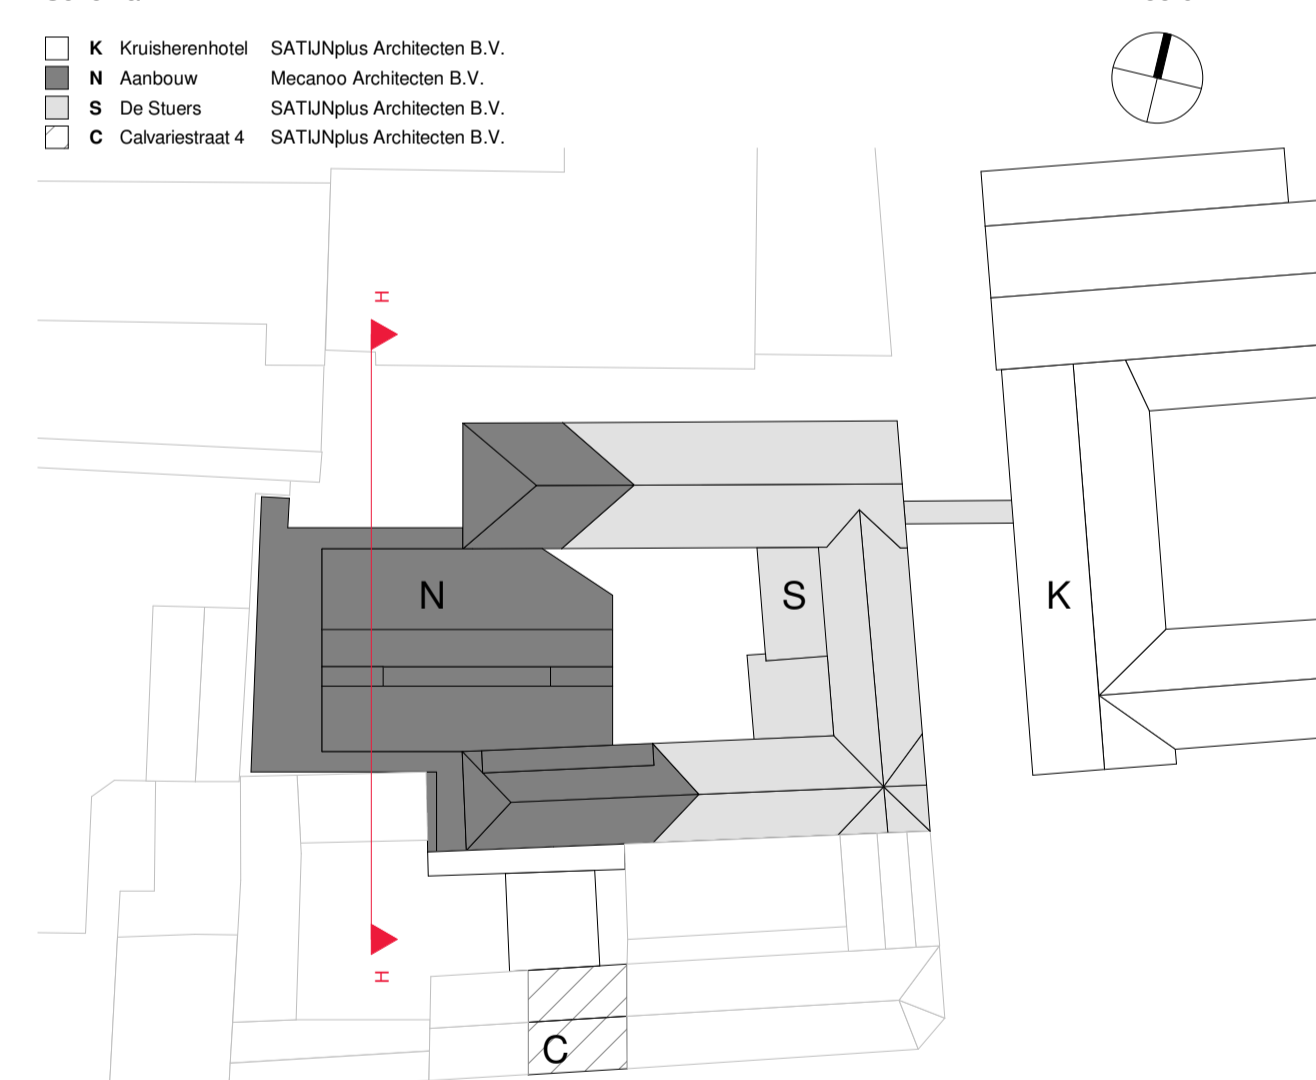 K Kruisherenhotel SATIJNplus Architecten B.V.
N Aanbouw Mecanoo Architecten B.V.
S De Stuers SATIJNplus Architecten B.V.
C Calvariestraat 4 SATIJNplus Architecten B.V.
H
N
S
K
H
C